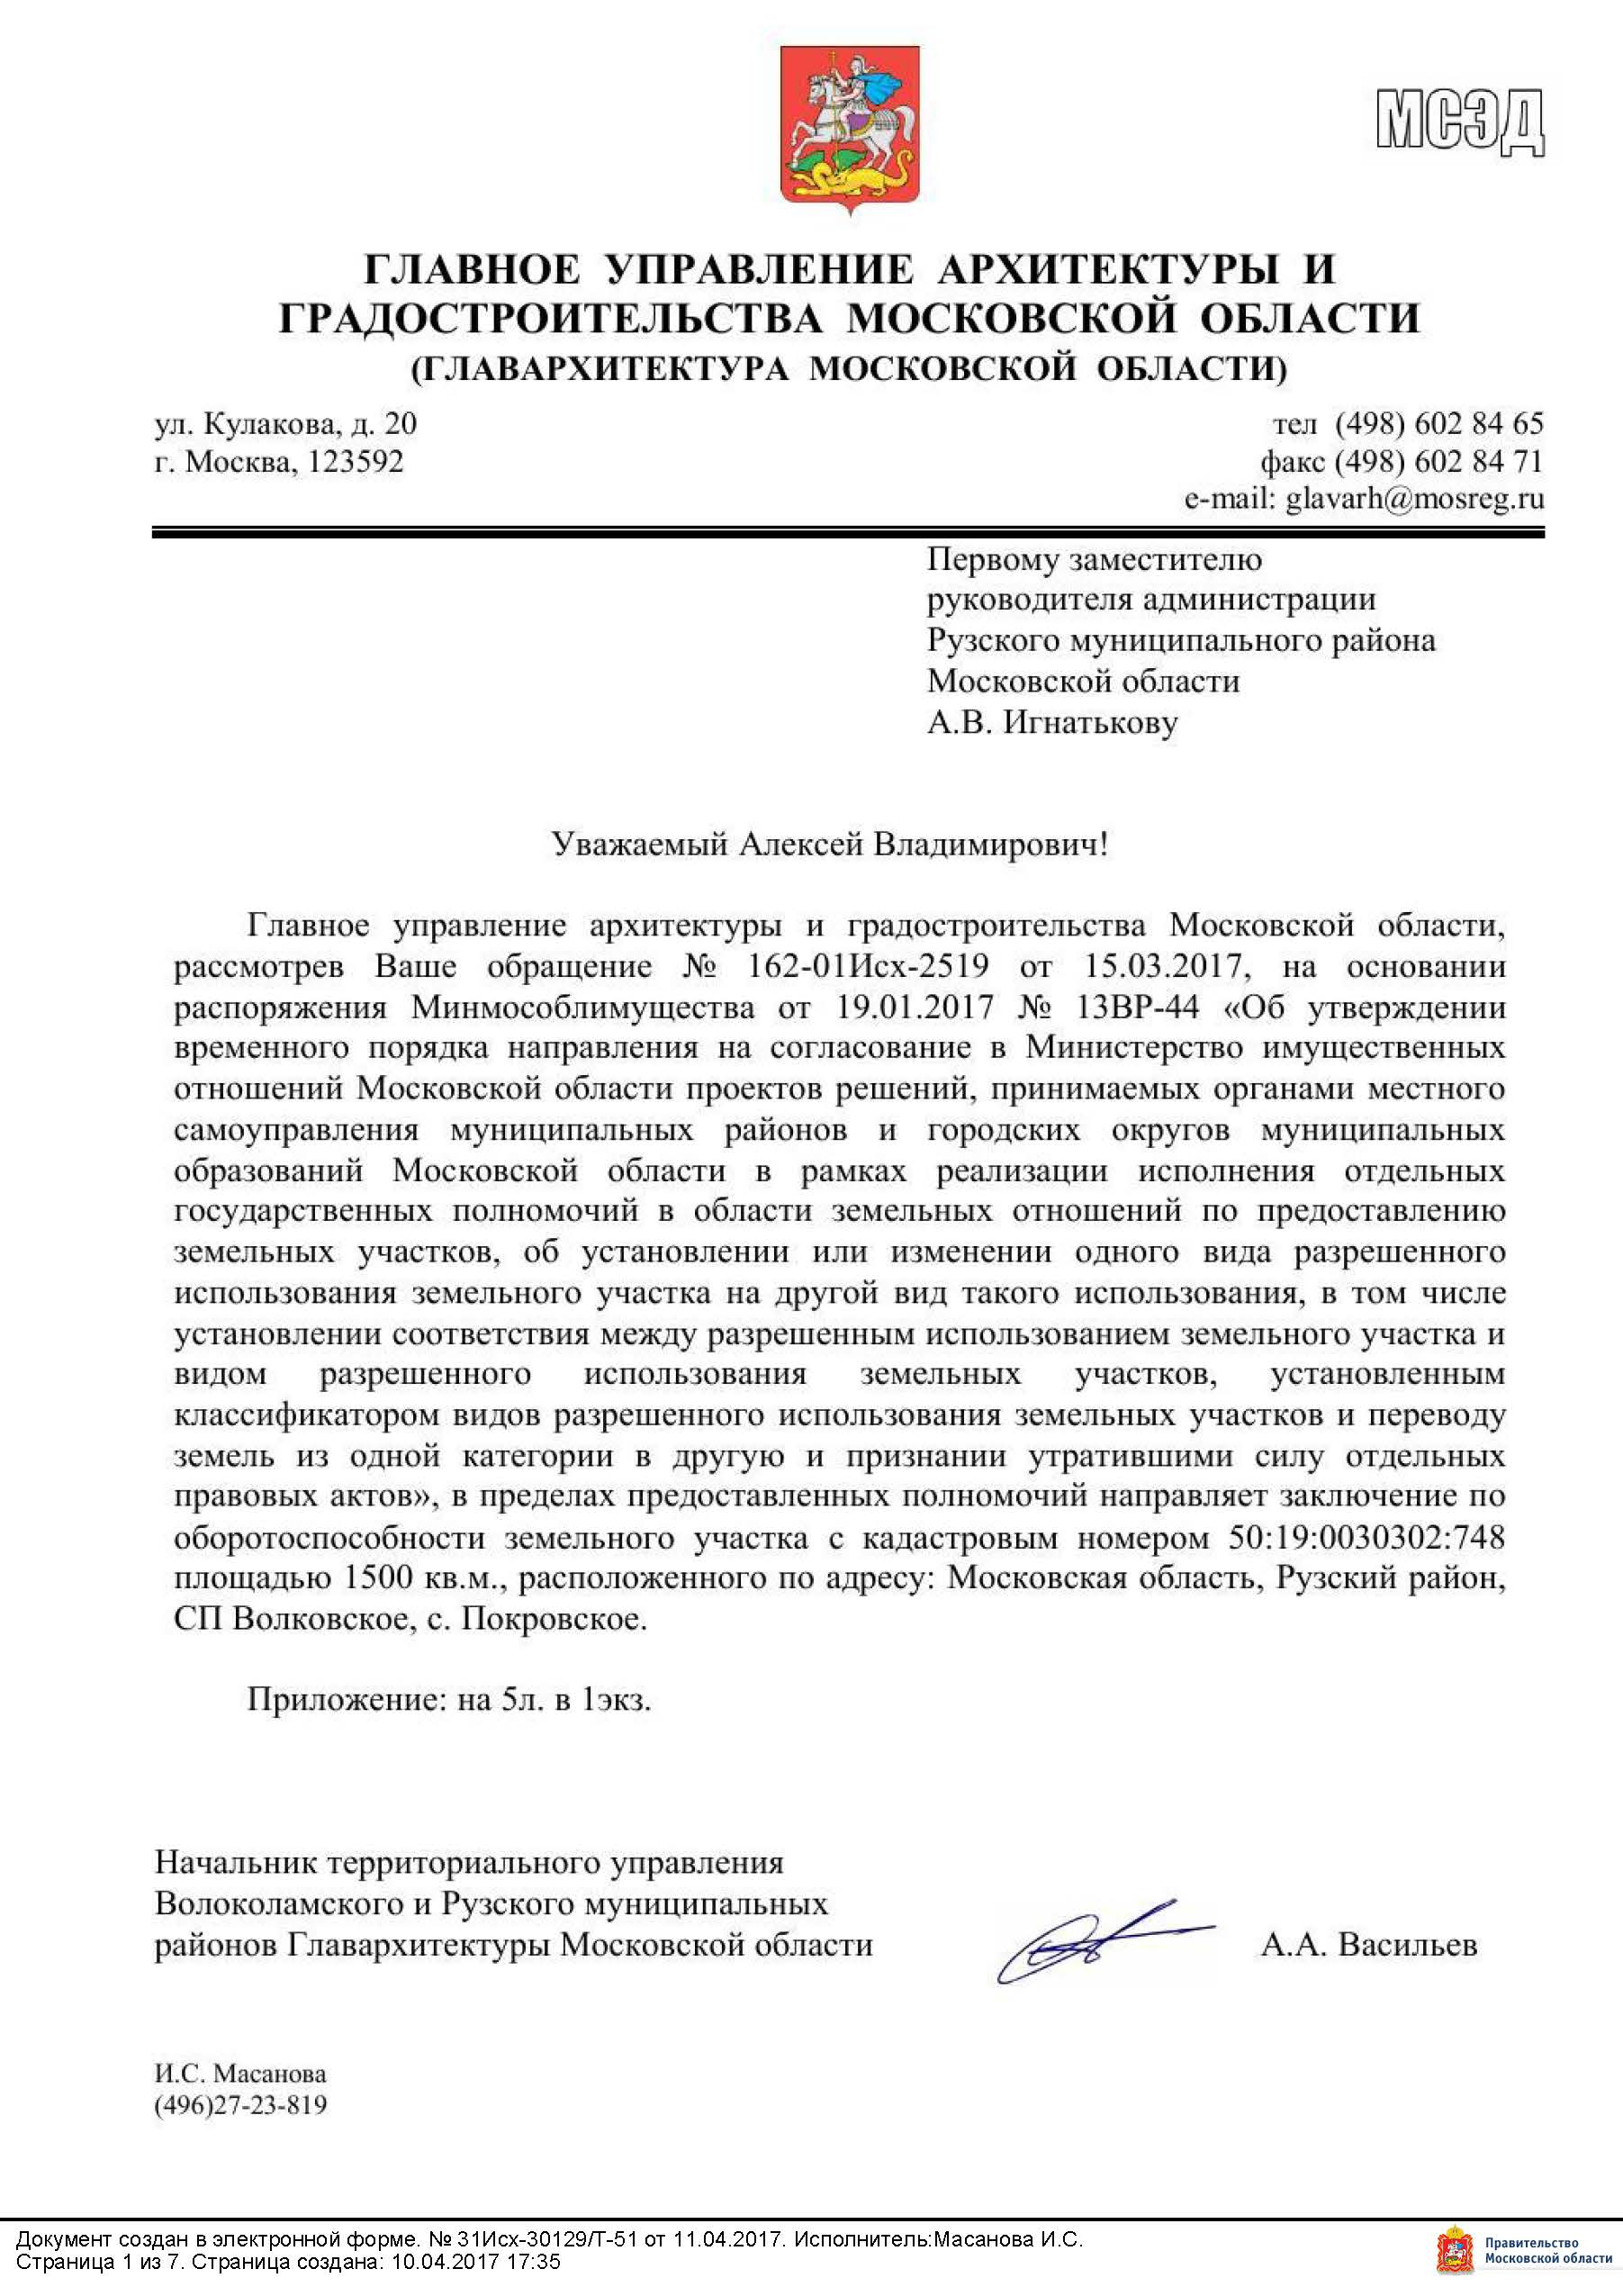 МСЭД
ГЛАВНОЕ УПРАВЛЕНИЕ АРХИТЕКТУРЫ И
ГРАДОСТРОИТЕЛЬСТВА МОСКОВСКОЙ ОБЛАСТИ
(ГЛАВАРХИТЕКТУРА МОСКОВСКОЙ ОБЛАСТИ)
ул. Кулакова, д. 20
г. Москва, 123592
тел (498) 602 84 65
факс (498) 602 84 71
e-mail: glavarh@mosreg.ru
Первому заместителю
руководителя администрации
Рузского муниципального района
Московской области
А.В. Игнатькову
Уважаемый Алексей Владимирович!
Главное управление архитектуры и градостроительства Московской области,
рассмотрев Ваше обращение № 162-01Исх-2519 от 15.03.2017, на основании
распоряжения Минмособлимущества от 19.01.2017 № 13ВР-44 «Об утверждении
временного порядка направления на согласование в Министерство имущественных
отношений Московской области проектов решений, принимаемых органами местного
самоуправления муниципальных районов и городских округов муниципальных
образований Московской области в рамках реализации исполнения отдельных
государственных полномочий в области земельных отношений по предоставлению
земельных участков, об установлении или изменении одного вида разрешенного
использования земельного участка на другой вид такого использования, в том числе
установлении соответствия между разрешенным использованием земельного участка и
видом разрешенного использования земельных участков, установленным
классификатором видов разрешенного использования земельных участков и переводу
земель из одной категории в другую и признании утратившими силу отдельных
правовых актов», в пределах предоставленных полномочий направляет заключение по
оборотоспособности земельного участка с кадастровым номером 50:19:0030302:748
площадью 1500 кв.м., расположенного по адресу: Московская область, Рузский район,
СП Волковское, с. Покровское.
Приложение: на 5л. в 1экз.
Начальник территориального управления
Волоколамского и Рузского муниципальных
районов Главархитектуры Московской области
А.А. Васильев
И.С. Масанова
(496)27-23-819
Документ создан в электронной форме. № 31Исх-30129/Т-51 от 11.04.2017. Исполнитель:Масанова И.С.
Страница 1 из 7. Страница создана: 10.04.2017 17:35
Правительство
Московской области